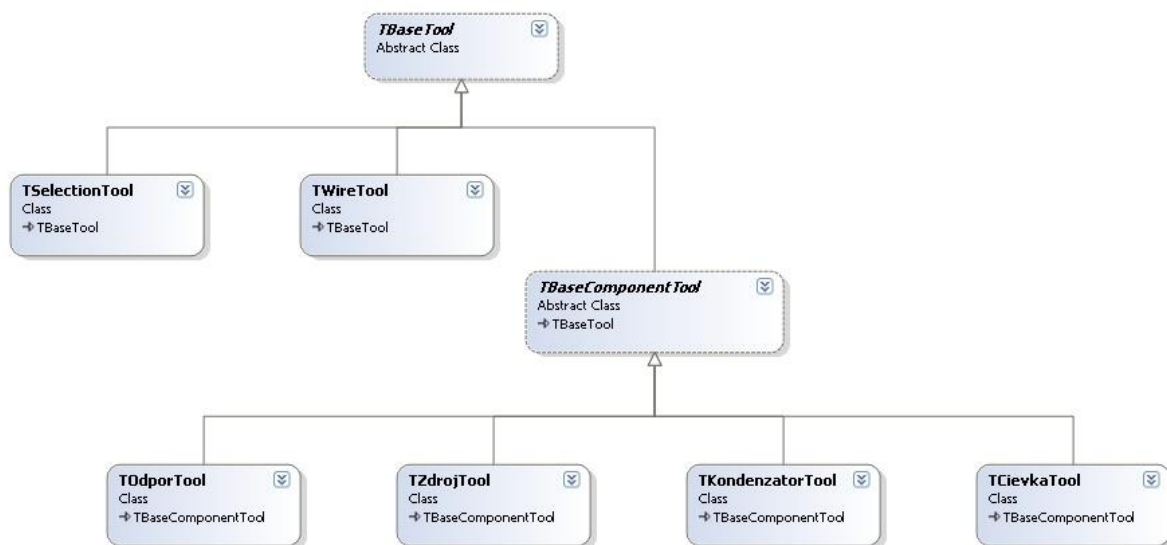 TBaseTool
Abstract Class
TSelectionTool
Class
TBaseTool
TWireTool
Class
TBaseTool
TBaseComponentTool
Abstract Class
TBaseTool
TOdporTool
Class
TBaseComponentTool
TZdrojTool
Class
TBaseComponentTool
TKondenzatorTool
Class
TBaseComponentTool
TCievkaTool
Class
TBaseComponentTool